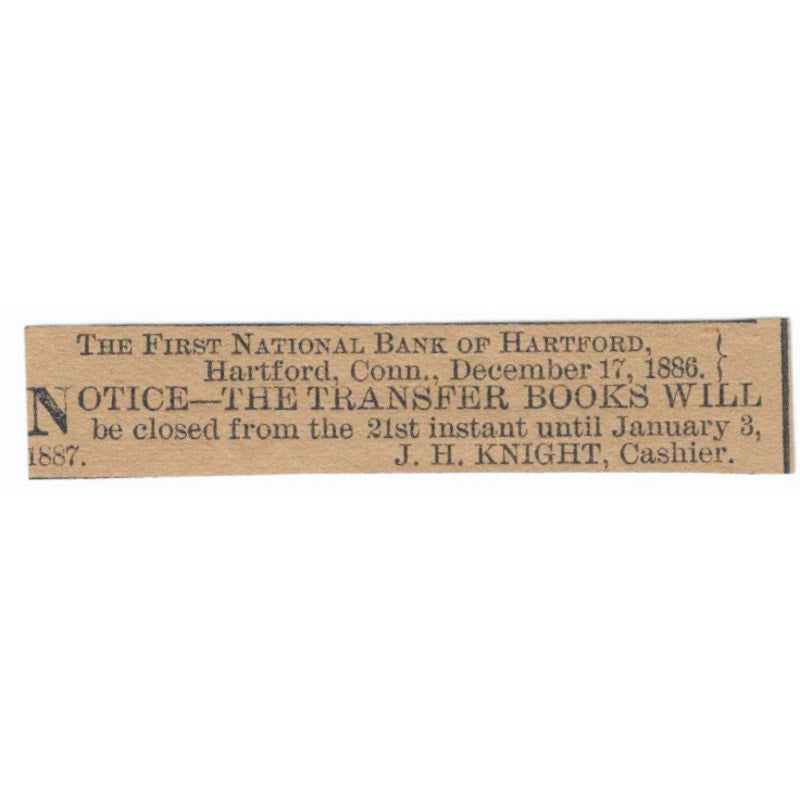 THE FIRST NATIONAL BANK OF HARTFORD,
Hartford, Conn., December 17, 1886.
NOTICE—THE TRANSFER BOOKS WILL
be closed from the 21st instant until January 3,
1887. J. H. KNIGHT, Cashier.